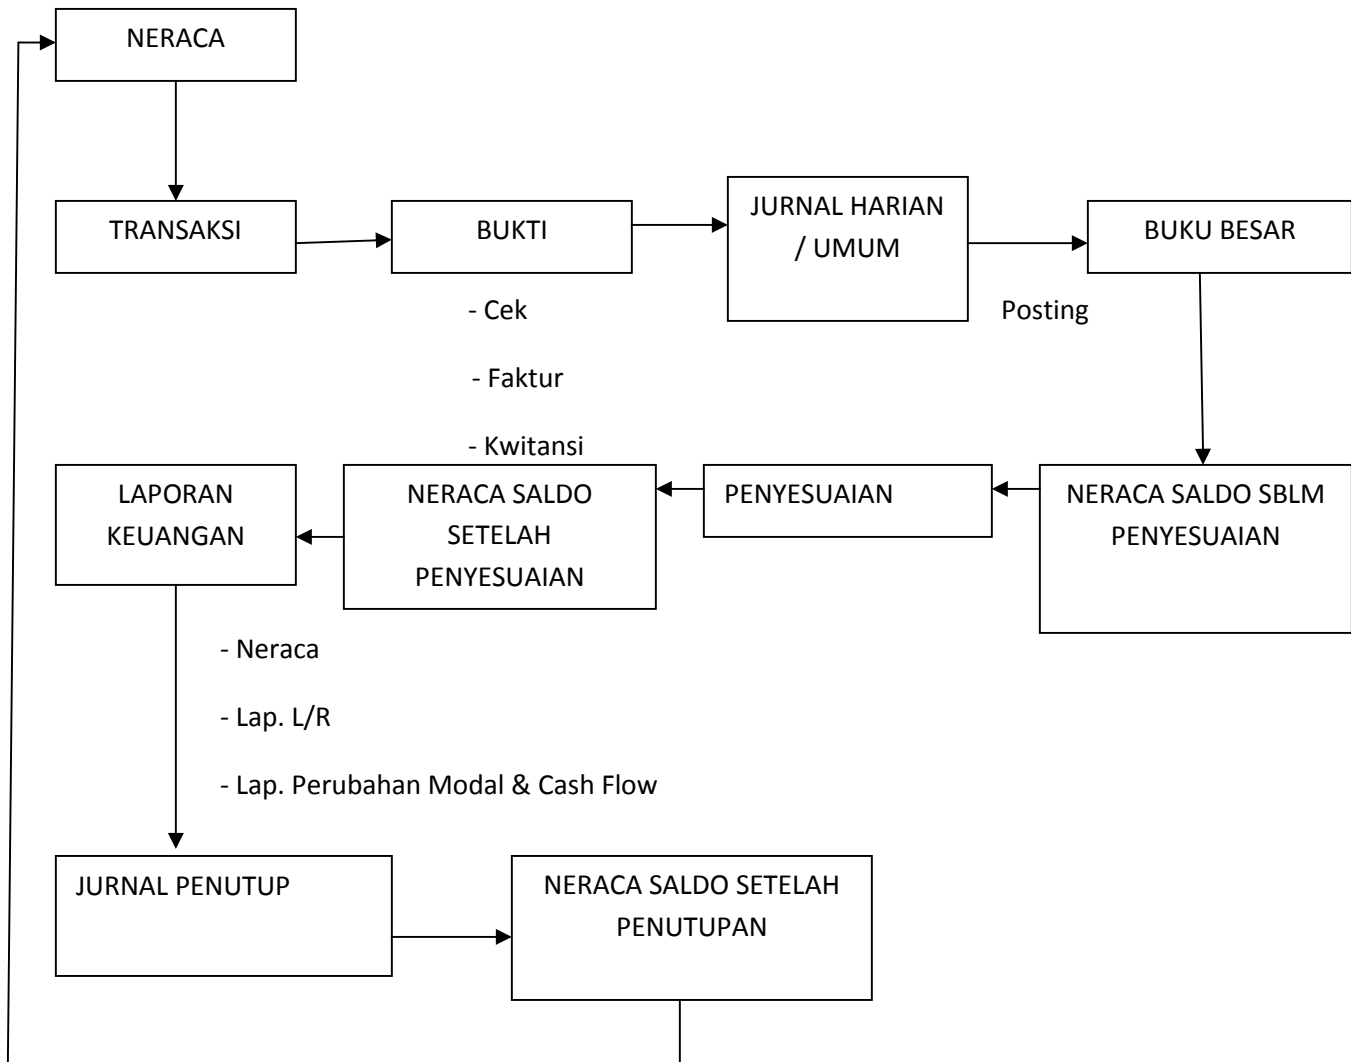 NERACA
TRANSAKSI
BUKTI
JURNAL HARIAN
/ UMUM
BUKU BESAR
- Cek
Posting
- Faktur
- Kwitansi
LAPORAN
KEUANGAN
NERACA SALDO
SETELAH
PENYESUAIAN
PENYESUAIAN
NERACA SALDO SBLM
PENYESUAIAN
- Neraca
- Lap. L/R
- Lap. Perubahan Modal & Cash Flow
JURNAL PENUTUP
NERACA SALDO SETELAH
PENUTUPAN